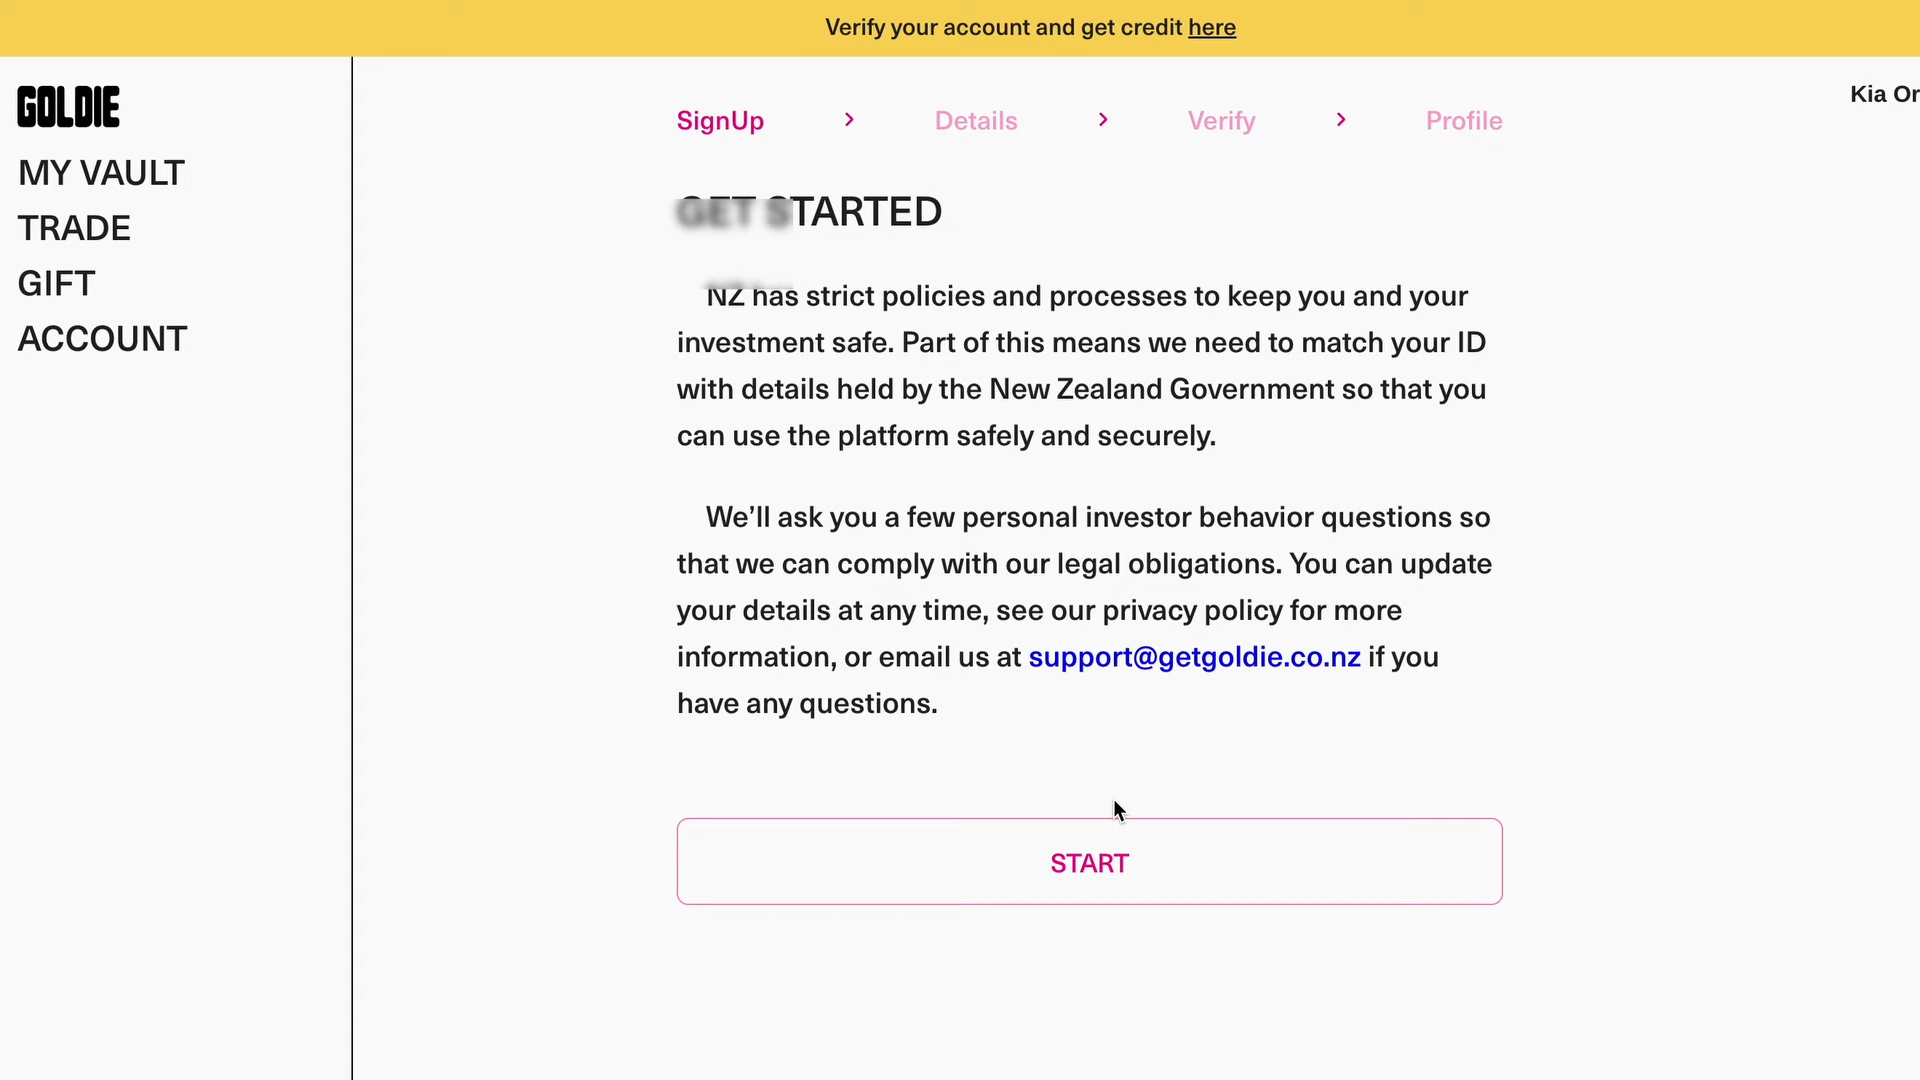 Verify your account and get credit here
GOLDIE
MY VAULT
TRADE
GIFT
ACCOUNT
Kia Or
SignUp > Details > Verify > Profile
GET STARTED
NZ has strict policies and processes to keep you and your
investment safe. Part of this means we need to match your ID
with details held by the New Zealand Government so that you
can use the platform safely and securely.
We’ll ask you a few personal investor behavior questions so
that we can comply with our legal obligations. You can update
your details at any time, see our privacy policy for more
information, or email us at support@getgoldie.co.nz if you
have any questions.
START